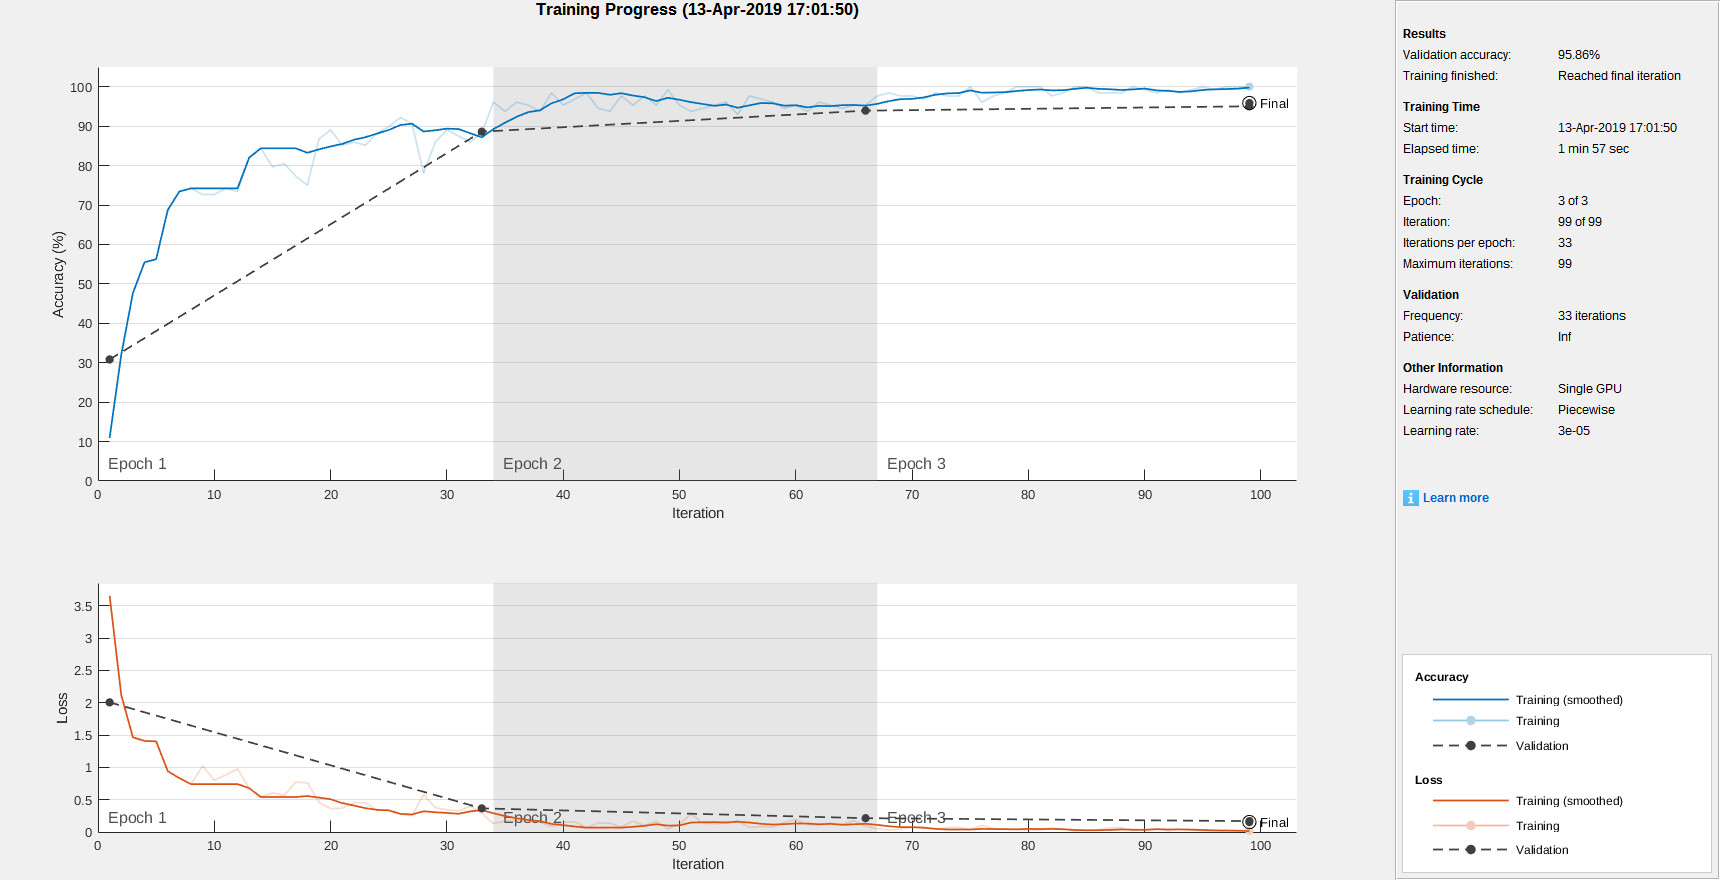 Training Progress (13-Apr-2019 17:01:50)
100
90
80
70
60
50
40
30
20
10
0
Accuracy (%)
Final
Epoch 1
Epoch 2
Epoch 3
0 10 20 30 40 50 60 70 80 90 100
Iteration
3.5
3
2.5
2
1.5
1
0.5
0
Loss
Final
Epoch 1
Epoch 2
Epoch 3
0 10 20 30 40 50 60 70 80 90 100
Iteration
Results
Validation accuracy: 95.86%
Training finished: Reached final iteration
Training Time
Start time: 13-Apr-2019 17:01:50
Elapsed time: 1 min 57 sec
Training Cycle
Epoch: 3 of 3
Iteration: 99 of 99
Iterations per epoch: 33
Maximum iterations: 99
Validation
Frequency: 33 iterations
Patience: Inf
Other Information
Hardware resource: Single GPU
Learning rate schedule: Piecewise
Learning rate: 3e-05
i Learn more
Accuracy
Training (smoothed)
Training
Validation
Loss
Training (smoothed)
Training
Validation